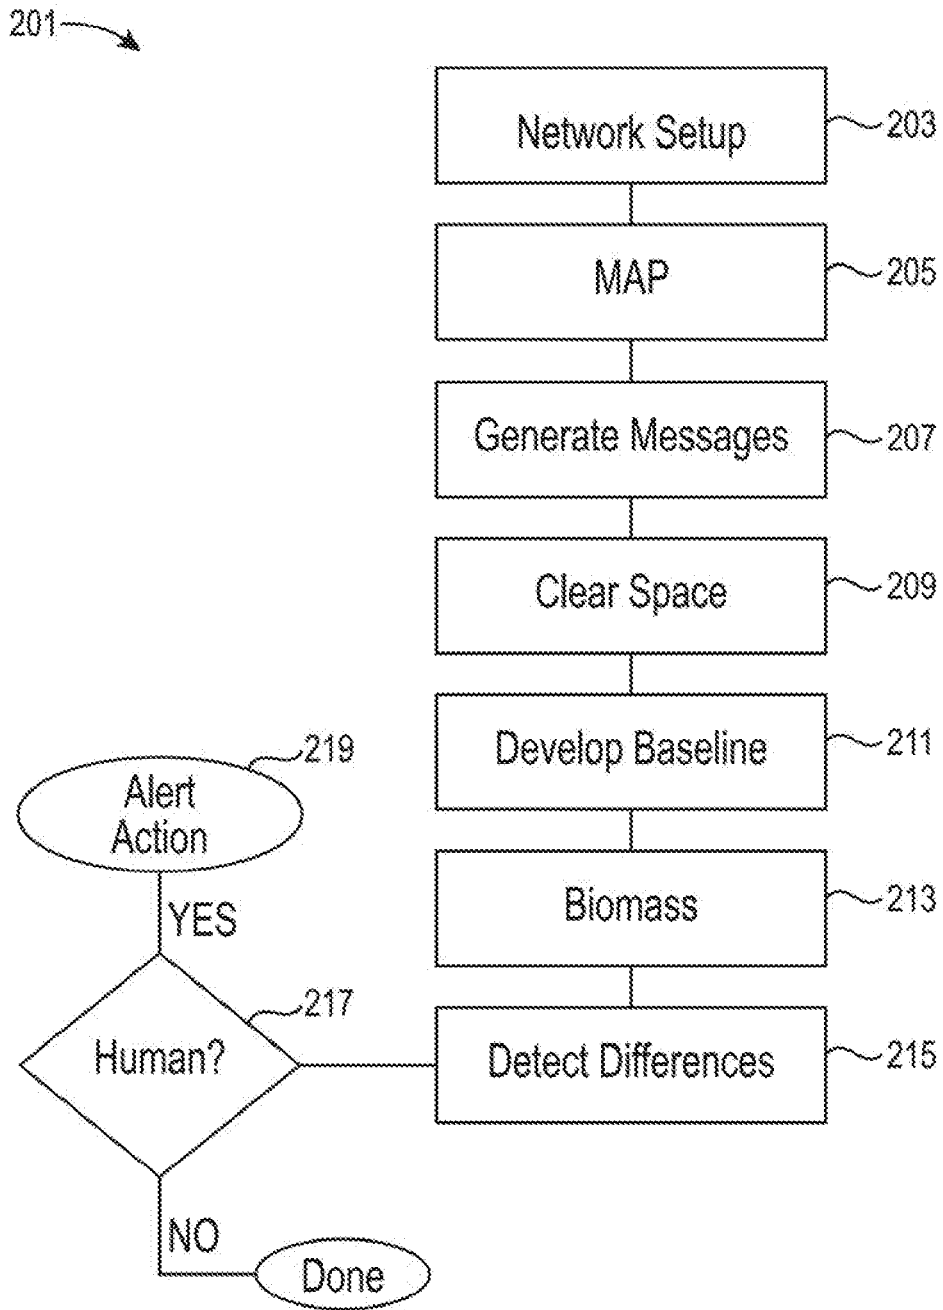 201
Network Setup
203
MAP
205
Generate Messages
207
Clear Space
209
Develop Baseline
211
Biomass
213
Detect Differences
215
Human?
217
YES
Alert
Action
219
NO
Done